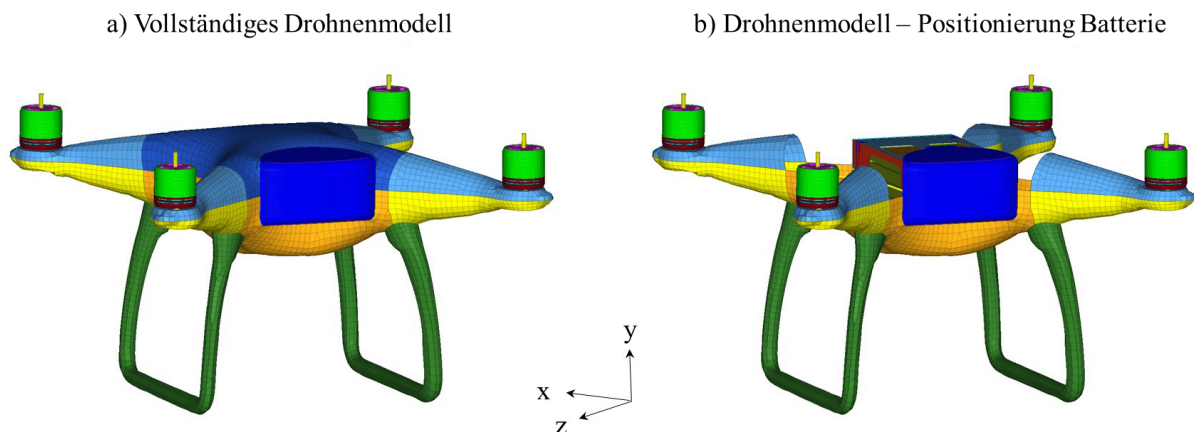 a) Vollständiges Drohnenmodell
b) Drohnenmodell – Positionierung Batterie
y
x
z